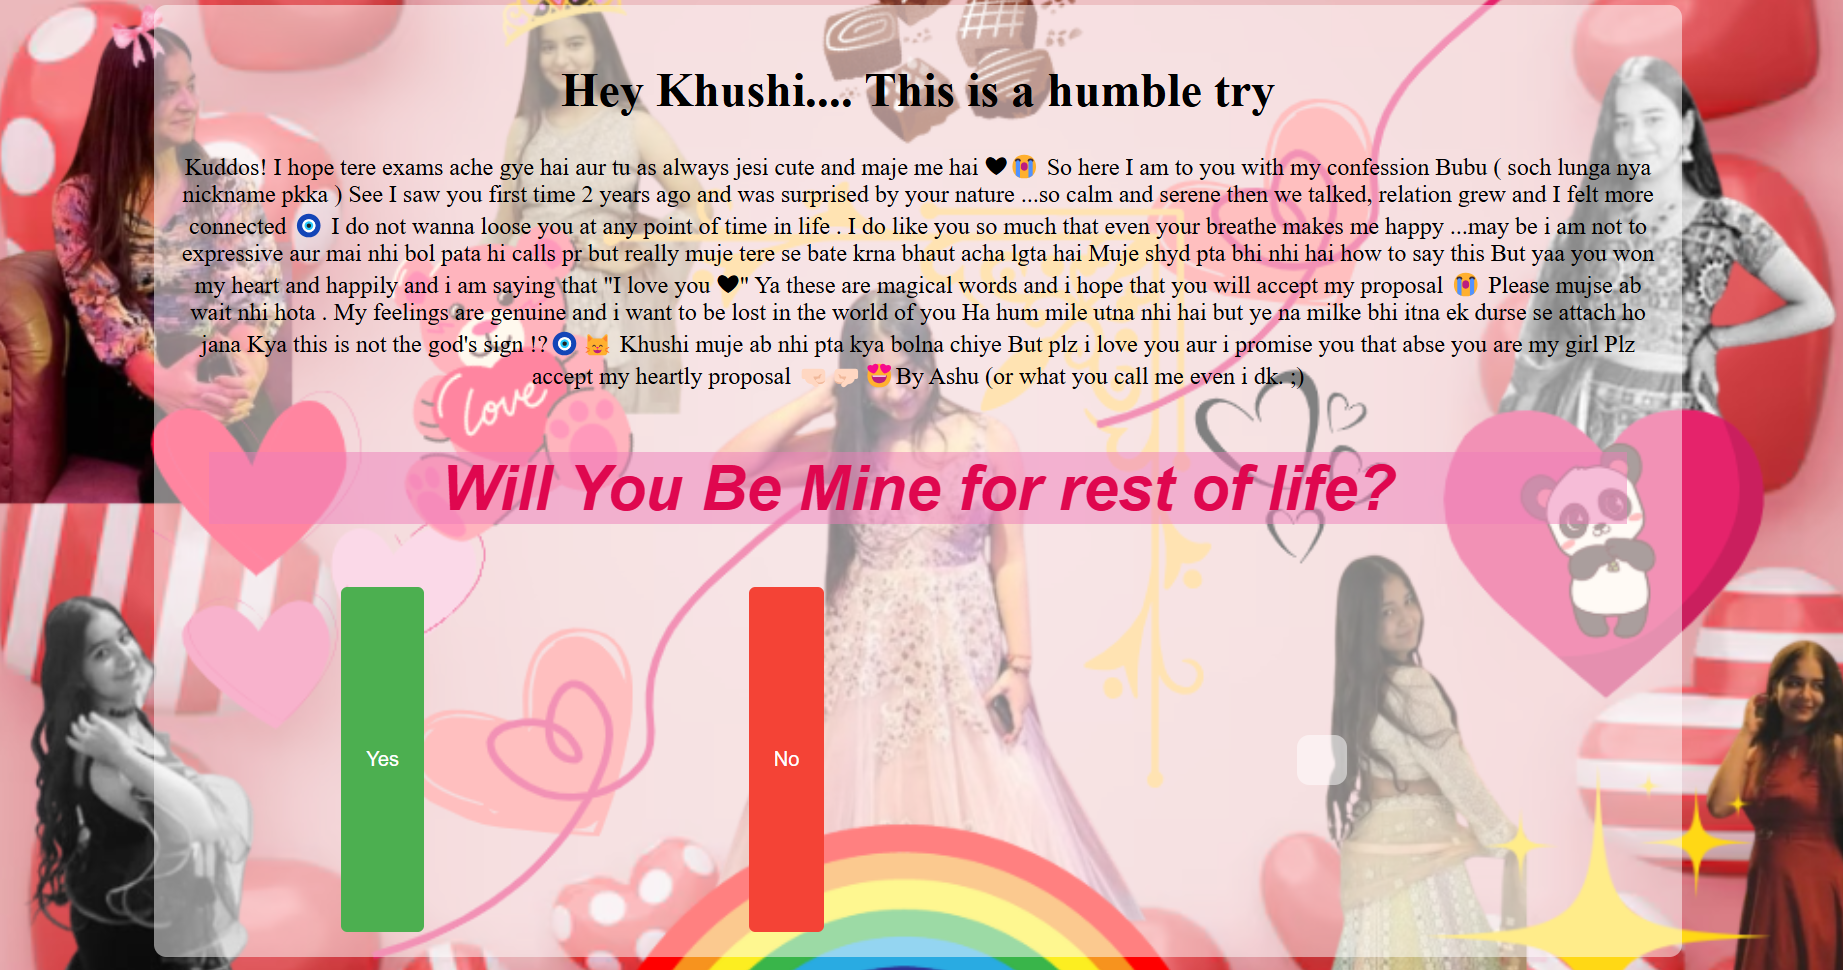 Hey Khushi.... This is a humble try
Kuddos! I hope tere exams ache gye hai aur tu as always jesi cute and maje me hai 🖤😭 So here I am to you with my confession Bubu ( soch lunga nya
nickname pkka ) See I saw you first time 2 years ago and was surprised by your nature ...so calm and serene then we talked, relation grew and I felt more
connected 🧿 I do not wanna loose you at any point of time in life . I do like you so much that even your breathe makes me happy ...may be i am not to
expressive aur mai nhi bol pata hi calls pr but really muje tere se bate krna bhaut acha lgta hai Muje shyd pta bhi nhi hai how to say this But yaa you won
my heart and happily and i am saying that "I love you 🖤" Ya these are magical words and i hope that you will accept my proposal 😭 Please mujse ab
wait nhi hota . My feelings are genuine and i want to be lost in the world of you Ha hum mile utna nhi hai but ye na milke bhi itna ek durse se attach ho
jana Kya this is not the god's sign !?🧿😸 Khushi muje ab nhi pta kya bolna chiye But plz i love you aur i promise you that abse you are my girl Plz
accept my heartly proposal 🤜🏻🤛🏻😍By Ashu (or what you call me even i dk. ;)
love
Will You Be Mine for rest of life?
Yes
No